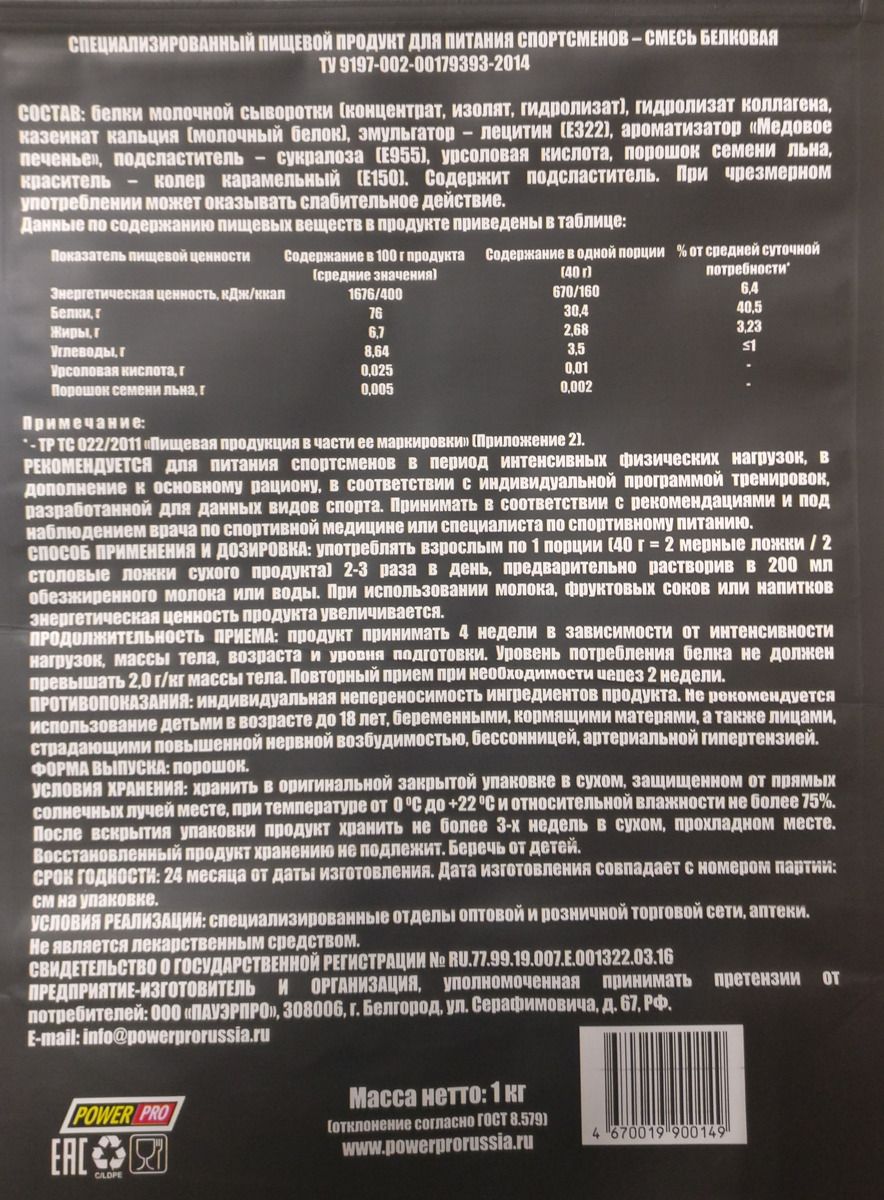 СПЕЦИАЛИЗИРОВАННЫЙ ПИЩЕВОЙ ПРОДУКТ ДЛЯ ПИТАНИЯ СПОРТСМЕНОВ – СМЕСЬ БЕЛКОВАЯ
ТУ 9197-002-00179393-2014
СОСТАВ: белки молочной сыворотки (концентрат, изолят, гидролизат), гидролизат коллагена,
казеинат кальция (молочный белок), эмульгатор – лецитин (Е322), ароматизатор «Медовое
печенье», подсластитель – сукралоза (Е955), урсоловая кислота, порошок семени льна,
краситель – колер карамельный (Е150). Содержит подсластитель. При чрезмерном
употреблении может оказывать слабительное действие.
Данные по содержанию пищевых веществ в продукте приведены в таблице:
Показатель пищевой ценности Содержание в 100 г продукта Содержание в одной порции % от средней суточной
(средние значения) (40 г) потребности*
Энергетическая ценность, кДж/ккал 1676/400 670/160 6,4
Белки, г 76 30,4 40,5
Жиры, г 6,7 2,68 3,23
Углеводы, г 8,64 3,5 ≤1
Урсоловая кислота, г 0,025 0,01 -
Порошок семени льна, г 0,005 0,002 -
Примечание:
* - ТР ТС 022/2011 «Пищевая продукция в части ее маркировки» (Приложение 2).
РЕКОМЕНДУЕТСЯ для питания спортсменов в период интенсивных физических нагрузок, в
дополнение к основному рациону, в соответствии с индивидуальной программой тренировок,
разработанной для данных видов спорта. Принимать в соответствии с рекомендациями и под
наблюдением врача по спортивной медицине или специалиста по спортивному питанию.
СПОСОБ ПРИМЕНЕНИЯ И ДОЗИРОВКА: употреблять взрослым по 1 порции (40 г = 2 мерные ложки / 2
столовые ложки сухого продукта) 2-3 раза в день, предварительно растворив в 200 мл
обезжиренного молока или воды. При использовании молока, фруктовых соков или напитков
энергетическая ценность продукта увеличивается.
ПРОДОЛЖИТЕЛЬНОСТЬ ПРИЕМА: продукт принимать 4 недели в зависимости от интенсивности
нагрузок, массы тела, возраста и уровня подготовки. Уровень потребления белка не должен
превышать 2,0 г/кг массы тела. Повторный прием при необходимости через 2 недели.
ПРОТИВОПОКАЗАНИЯ: индивидуальная непереносимость ингредиентов продукта. Не рекомендуется
использование детьми в возрасте до 18 лет, беременными, кормящими матерями, а также лицами,
страдающими повышенной нервной возбудимостью, бессонницей, артериальной гипертензией.
ФОРМА ВЫПУСКА: порошок.
УСЛОВИЯ ХРАНЕНИЯ: хранить в оригинальной закрытой упаковке в сухом, защищенном от прямых
солнечных лучей месте, при температуре от 0 ⁰С до +22 ⁰С и относительной влажности не более 75%.
После вскрытия упаковки продукт хранить не более 3-х недель в сухом, прохладном месте.
Восстановленный продукт хранению не подлежит. Беречь от детей.
СРОК ГОДНОСТИ: 24 месяца от даты изготовления. Дата изготовления совпадает с номером партии:
см на упаковке.
УСЛОВИЯ РЕАЛИЗАЦИИ: специализированные отделы оптовой и розничной торговой сети, аптеки.
Не является лекарственным средством.
СВИДЕТЕЛЬСТВО О ГОСУДАРСТВЕННОЙ РЕГИСТРАЦИИ № RU.77.99.19.007.Е.001322.03.16
ПРЕДПРИЯТИЕ-ИЗГОТОВИТЕЛЬ И ОРГАНИЗАЦИЯ, уполномоченная принимать претензии от
потребителей: ООО «ПАУЭРПРО», 308006, г. Белгород, ул. Серафимовича, д. 67, РФ.
E-mail: info@powerprorussia.ru
POWER PRO
EAC C/LDPE
Масса нетто: 1 кг
(отклонение согласно ГОСТ 8.579)
www.powerprorussia.ru
4 670019 900149